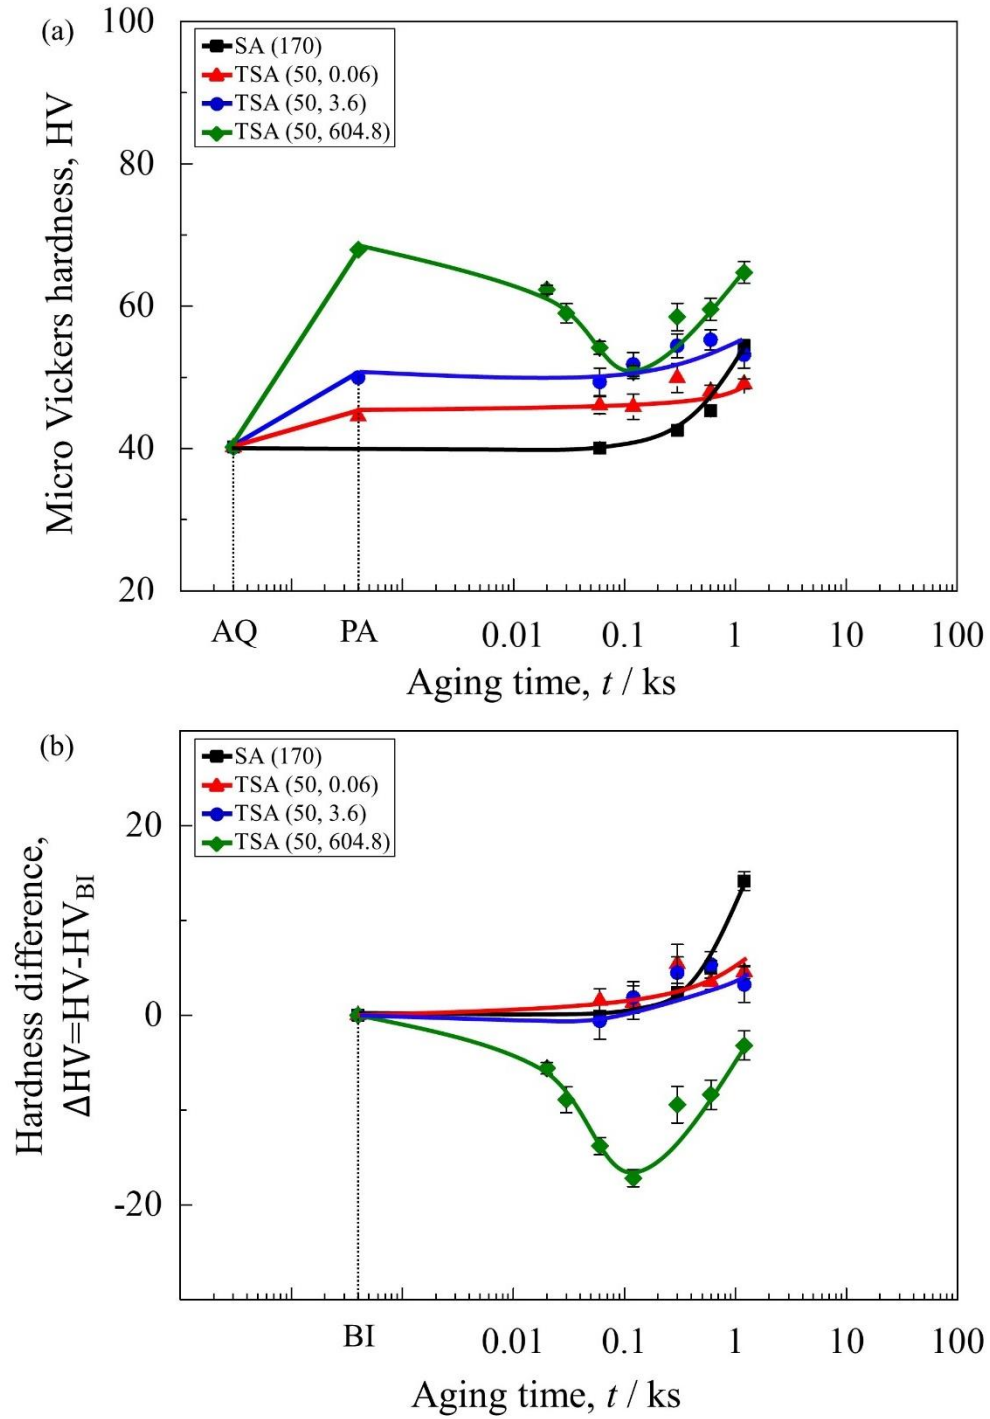 (a)
100
SA (170)
TSA (50, 0.06)
TSA (50, 3.6)
TSA (50, 604.8)
80
60
40
20
Micro Vickers hardness, HV
AQ PA 0.01 0.1 1 10 100
Aging time, t / ks
(b)
SA (170)
TSA (50, 0.06)
TSA (50, 3.6)
TSA (50, 604.8)
20
0
-20
Hardness difference,
ΔHV=HV-HV_BI
BI 0.01 0.1 1 10 100
Aging time, t / ks